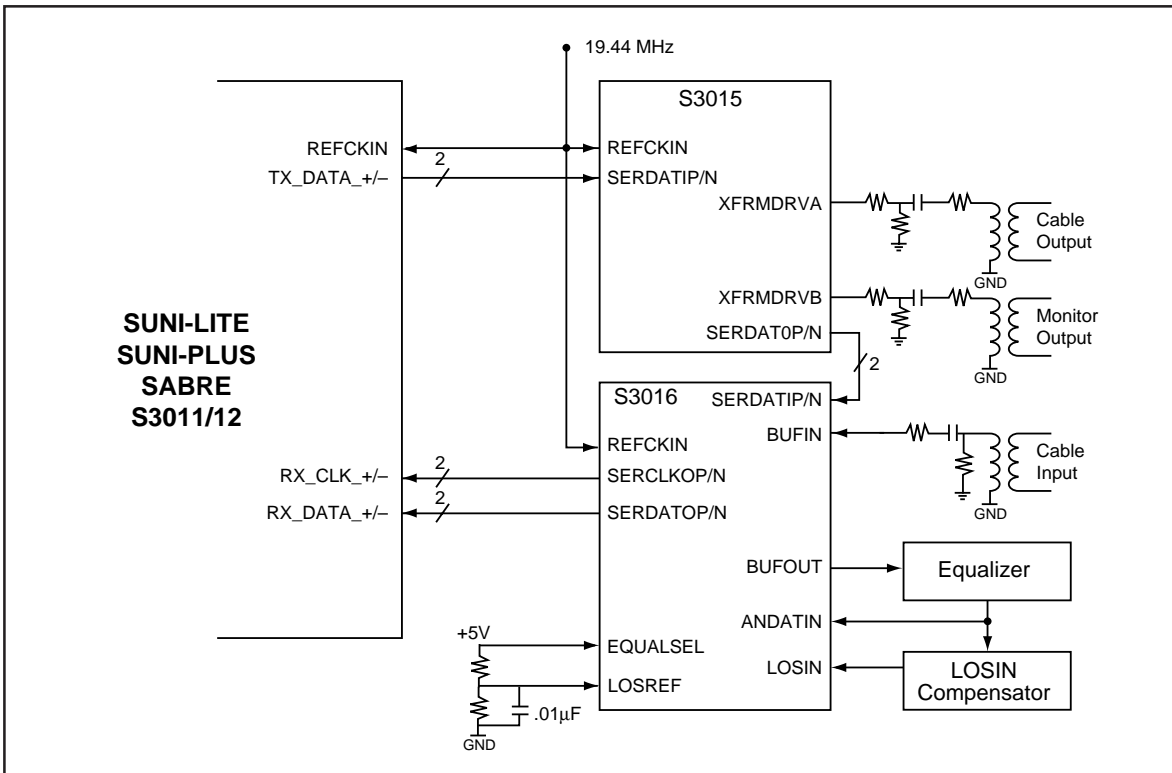 19.44 MHz
S3015
REFCKIN
REFCKIN
TX_DATA_+/–
2
SERDATIP/N
XFRMDRVA
Cable
Output
GND
XFRMDRVB
Monitor
Output
SERDAT0P/N
GND
2
SUNI-LITE
SUNI-PLUS
SABRE
S3011/12
S3016
SERDATIP/N
BUFIN
REFCKIN
Cable
Input
RX_CLK_+/–
2
SERCLKOP/N
GND
RX_DATA_+/–
2
SERDATOP/N
BUFOUT
Equalizer
ANDATIN
+5V
EQUALSEL
LOSIN
LOSIN
Compensator
LOSREF
.01µF
GND